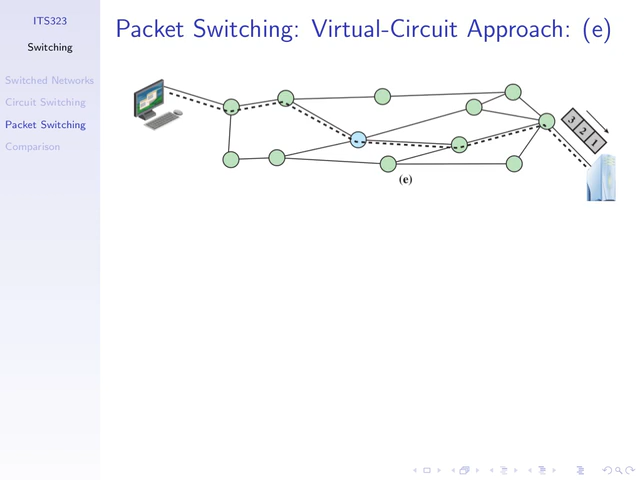 ITS323
Switching
Switched Networks
Circuit Switching
Packet Switching
Comparison
Packet Switching: Virtual-Circuit Approach: (e)
3
2
1
(e)